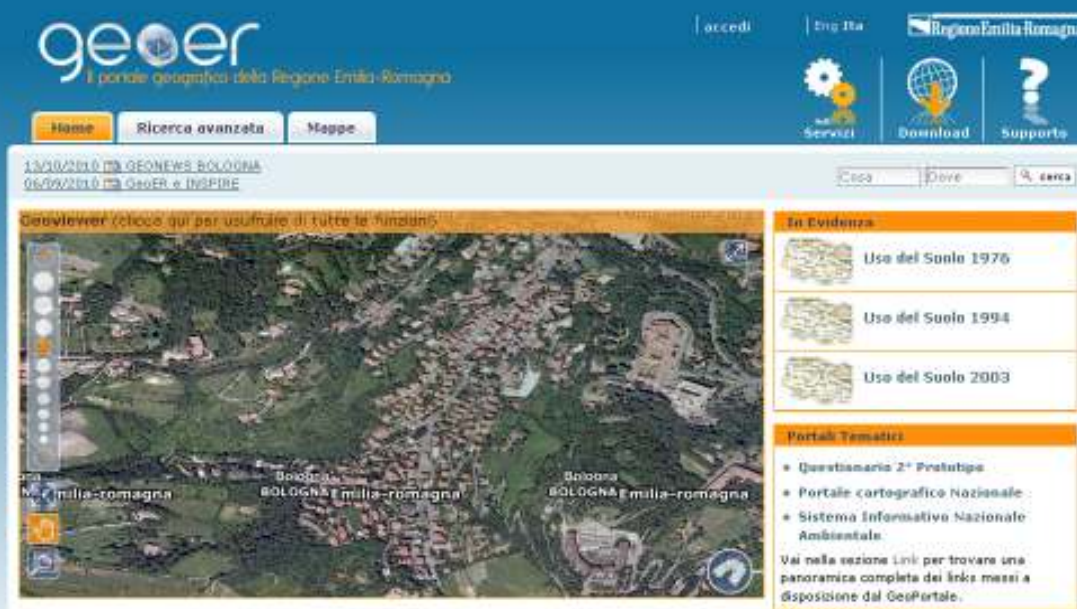 accedi
Eng Ita
RegioneEmilia-Romagna
geoer
Il portale geografico della Regione Emilia-Romagna
Servizi
Download
Supporto
Home
Ricerca avanzata
Mappe
13/10/2010 GEONEWS BOLOGNA
06/09/2010 GeoER e INSPIRE
Cosa
Dove
cerca
Geoviewer (clicca qui per usufruire di tutte le funzioni)
In Evidenza
Uso del Suolo 1976
Uso del Suolo 1994
Uso del Suolo 2003
Bologna
BOLOGNA Emilia-romagna
Bologna
BOLOGNA Emilia-romagna
milia-romagna
Portali Tematici
Questionario 2° Prototipo
Portale cartografico Nazionale
Sistema Informativo Nazionale
Ambientale
Vai nella sezione Link per trovare una
panoramica completa dei links messi a
disposizione dal GeoPortale.